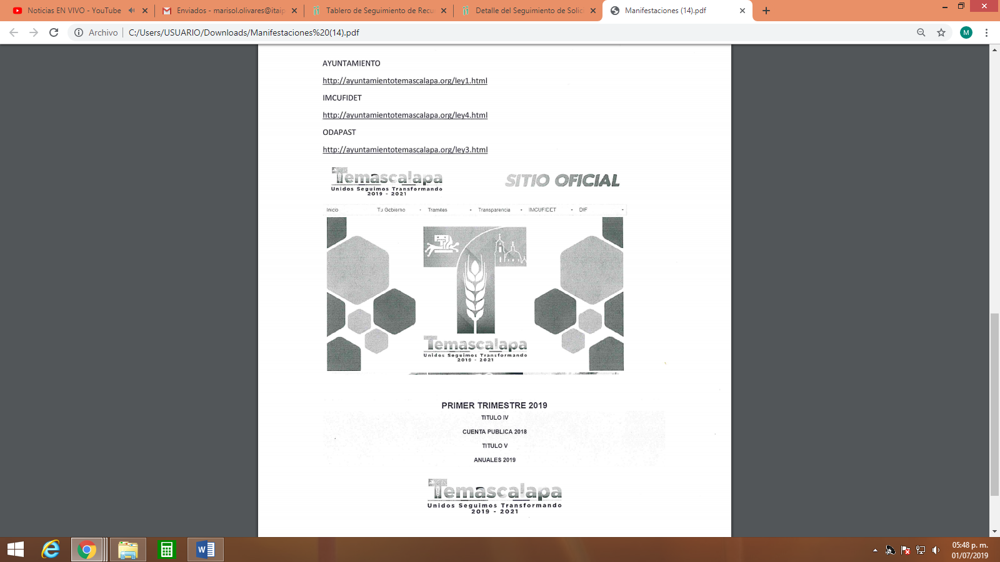 Noticias EN VIVO - YouTube
Enviados - marisol.olivares@itaip
Tablero de Seguimiento de Recu
Detalle del Seguimiento de Solic
Manifestaciones (14).pdf
Archivo
C:/Users/USUARIO/Downloads/Manifestaciones%20(14).pdf
M
AYUNTAMIENTO
http://ayuntamientotemascalapa.org/ley1.html
IMCUFIDET
http://ayuntamientotemascalapa.org/ley4.html
ODAPAST
http://ayuntamientotemascalapa.org/ley3.html
Temascalapa
Unidos Seguimos Transformando
2019 - 2021
SITIO OFICIAL
Inicio
Tu Gobierno
Tramites
Transparencia
IMCUFIDET
DIF
Temascalapa
Unidos Seguimos Transformando
2019 - 2021
PRIMER TRIMESTRE 2019
TITULO IV
CUENTA PUBLICA 2018
TITULO V
ANUALES 2019
Temascalapa
Unidos Seguimos Transformando
2019 - 2021
05:48 p. m.
01/07/2019